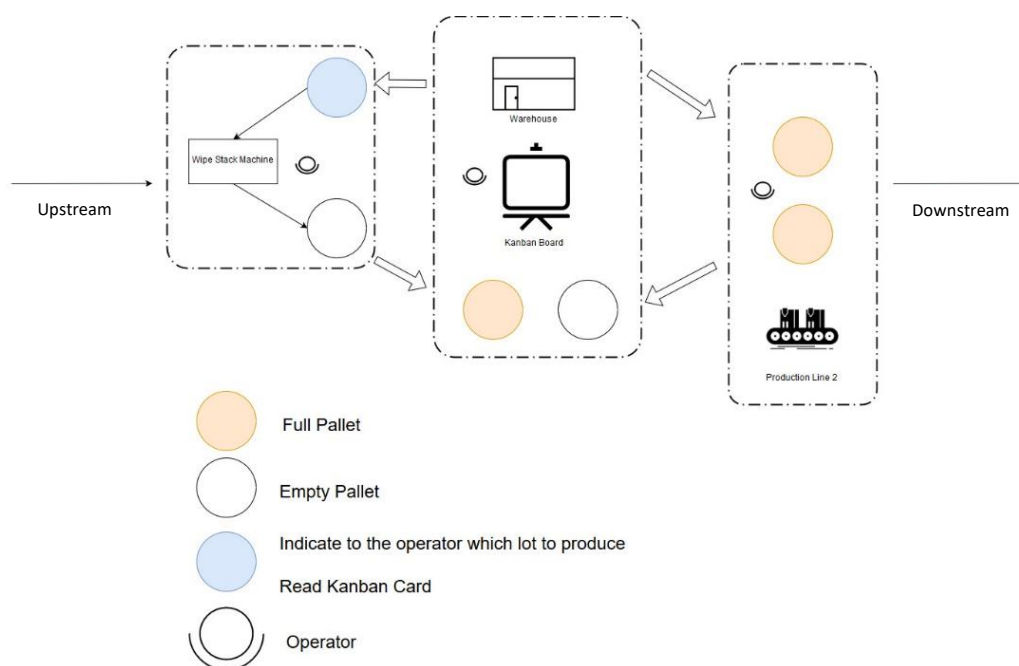 Warehouse
Wipe Stack Machine
Upstream
Kanban Board
Downstream
Production Line 2
Full Pallet
Empty Pallet
Indicate to the operator which lot to produce
Read Kanban Card
Operator